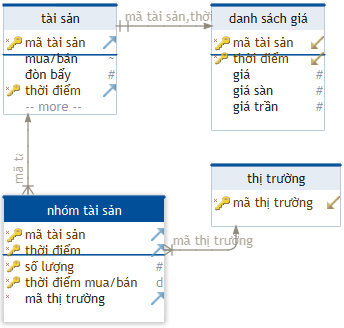 tài sản
mã tài sản
mua/bán ~
đòn bẩy #
thời điểm
-- more --
mã tài sản,thời
danh sách giá
mã tài sản
thời điểm
giá #
giá sàn #
giá trần #
mã tà
nhóm tài sản
mã tài sản
thời điểm
số lượng #
thời điểm mua/bán d
mã thị trường
mã thị trường
thị trường
mã thị trường